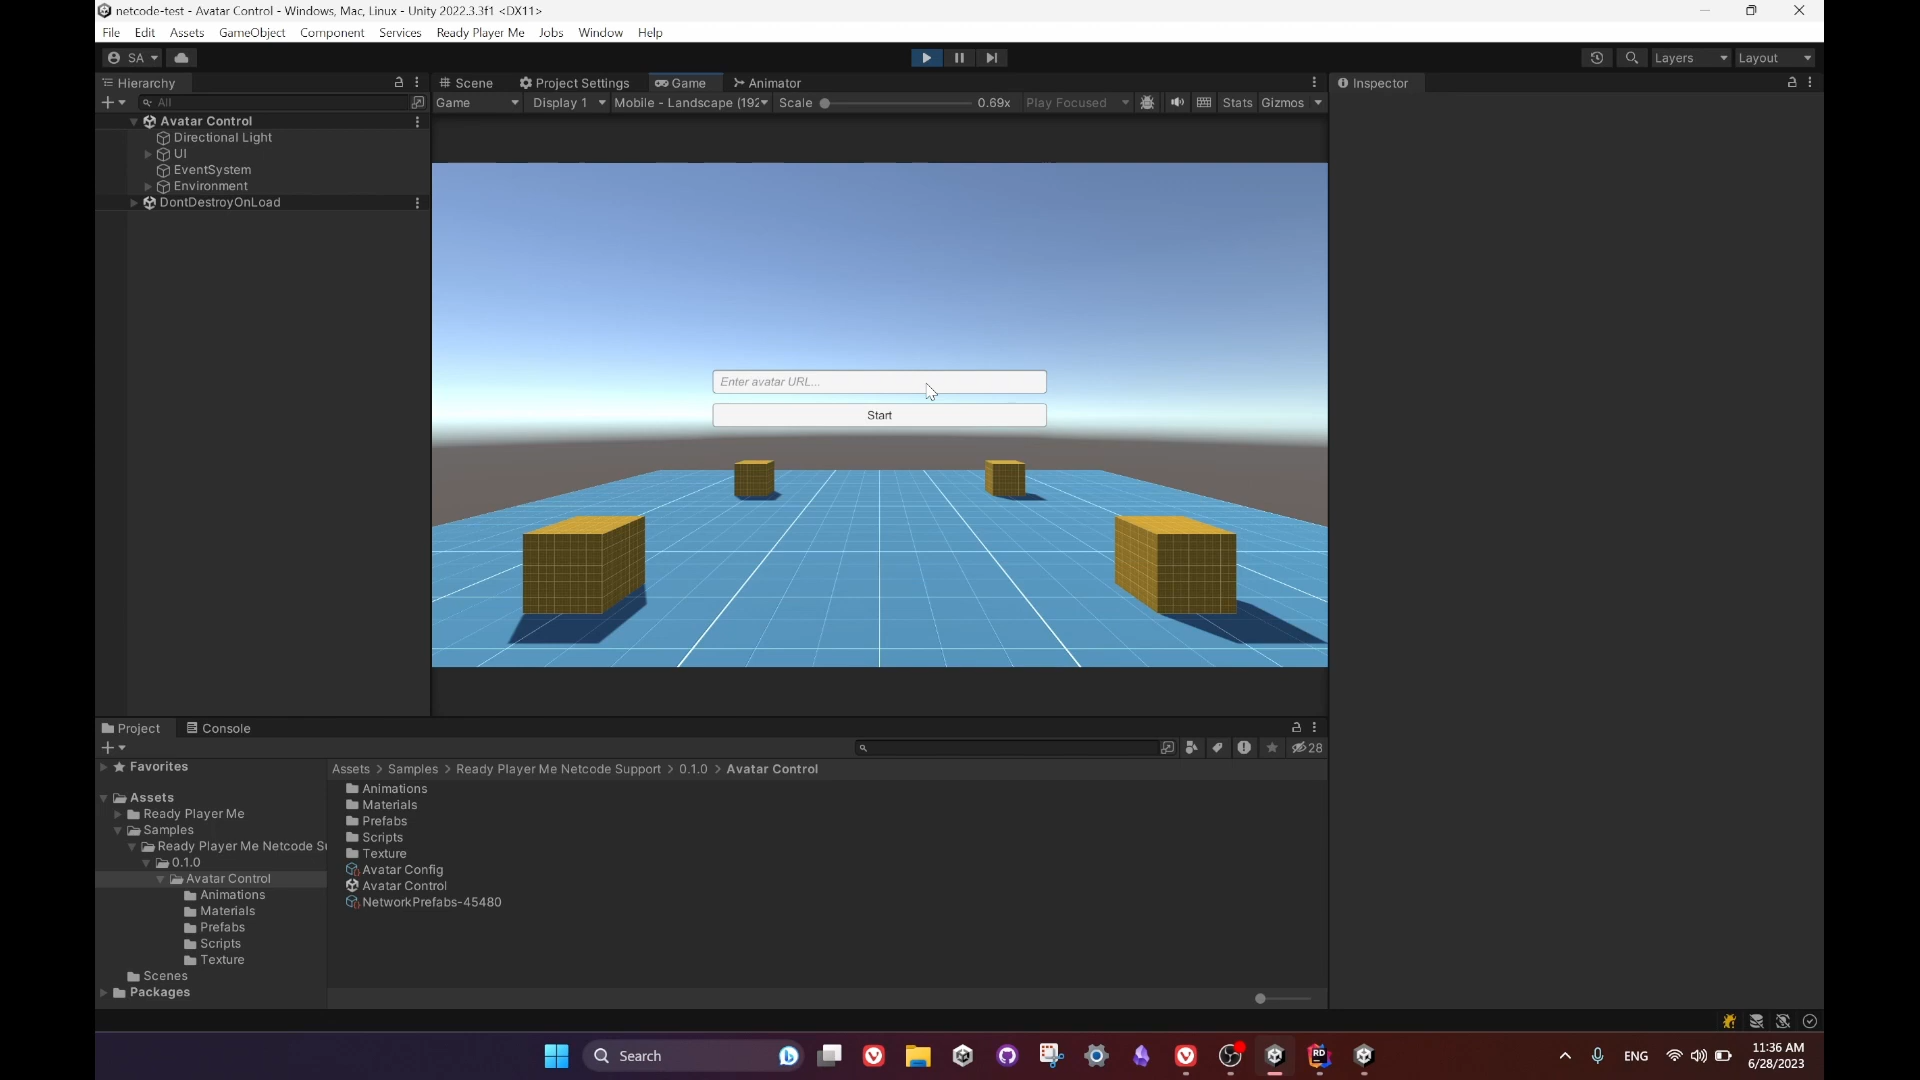 netcode-test - Avatar Control - Windows, Mac, Linux - Unity 2022.3.3f1 <DX11>
File Edit Assets GameObject Component Services Ready Player Me Jobs Window Help
SA Layers Layout
Hierarchy Scene Project Settings Game Animator Inspector
All Game Display 1 Mobile - Landscape (192 Scale 0.69x Play Focused Stats Gizmos
Avatar Control
Directional Light
UI
EventSystem
Environment
DontDestroyOnLoad
Enter avatar URL...
Start
Project Console
28
Favorites
Assets > Samples > Ready Player Me Netcode Support > 0.1.0 > Avatar Control
Animations
Materials
Prefabs
Scripts
Texture
Avatar Config
Avatar Control
NetworkPrefabs-45480
Assets
Ready Player Me
Samples
Ready Player Me Netcode Su
0.1.0
Avatar Control
Animations
Materials
Prefabs
Scripts
Texture
Scenes
Packages
Search RD ENG 11:36 AM
6/28/2023